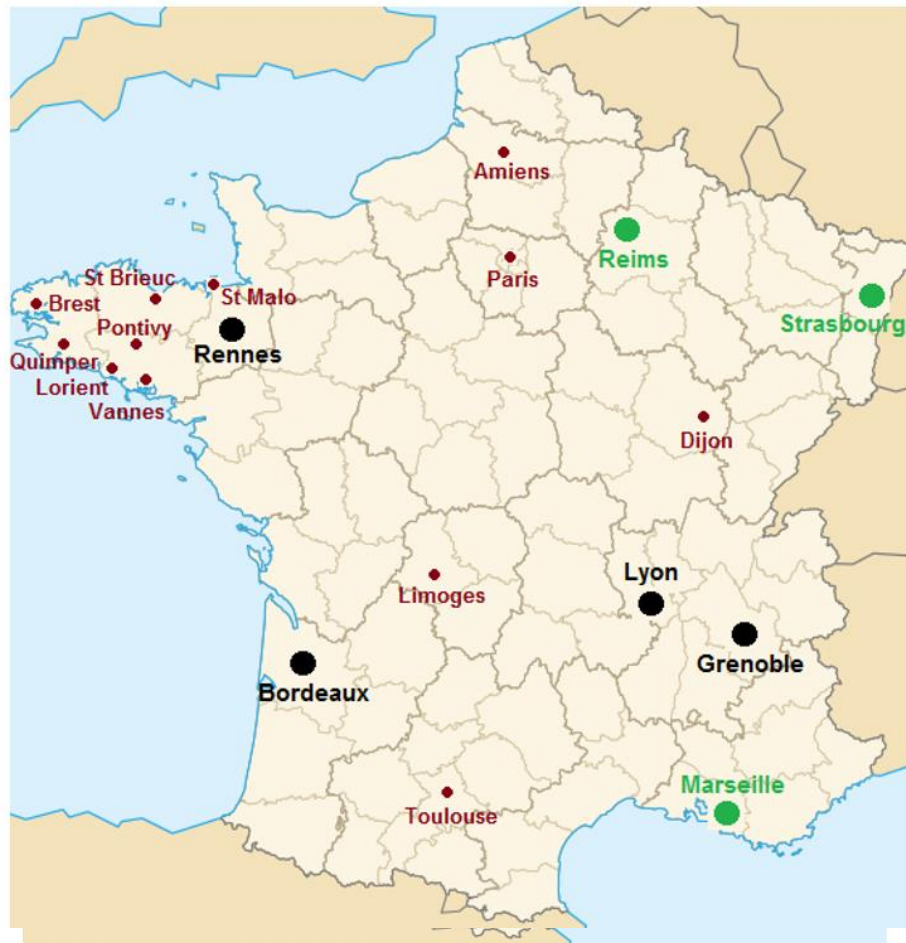 Amiens
Reims
Paris
St Brieuc
Brest
St Malo
Strasbourg
Pontivy
Rennes
Quimper
Lorient
Vannes
Dijon
Lyon
Limoges
Grenoble
Bordeaux
Marseille
Toulouse